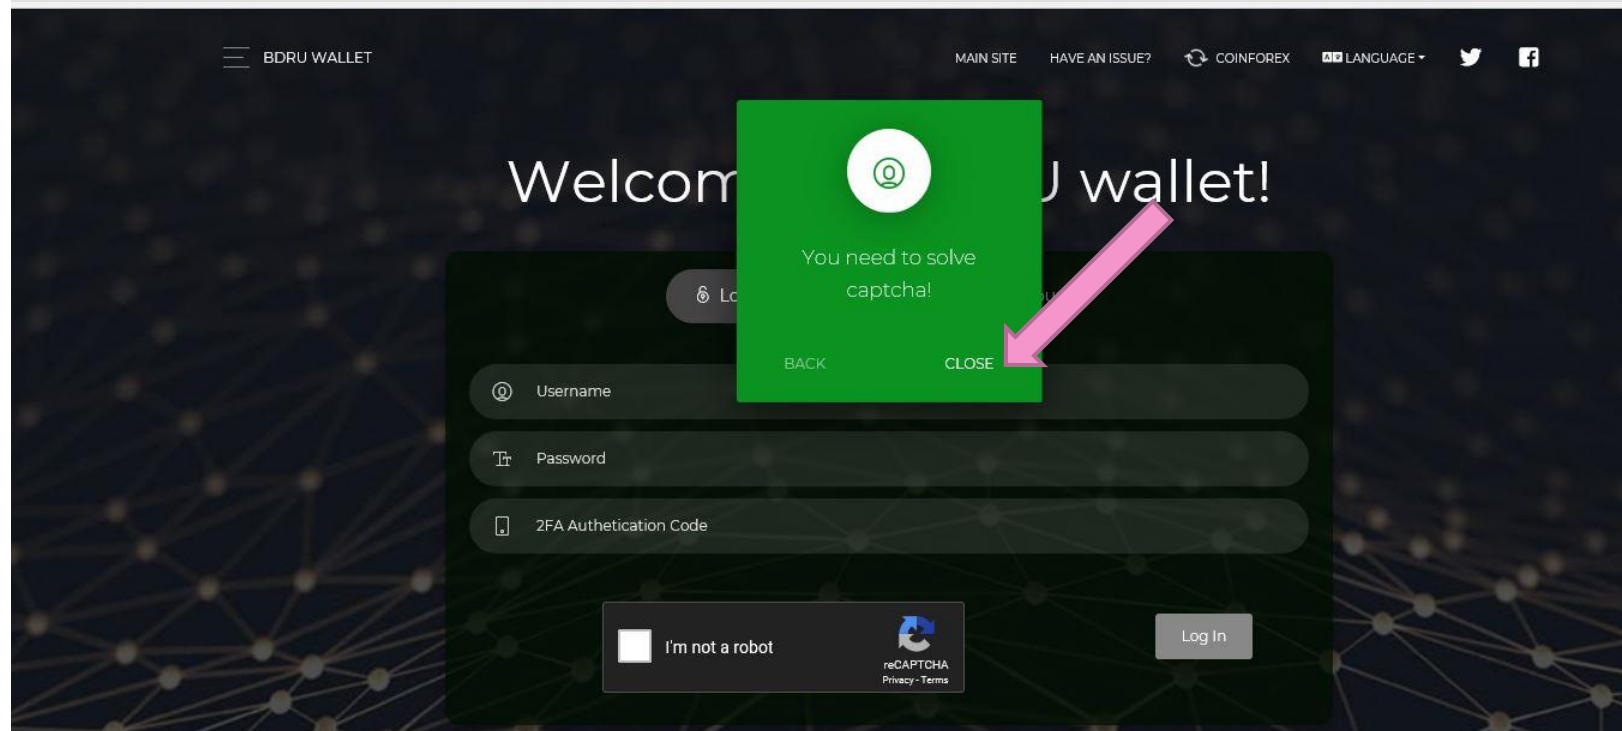 BDRU WALLET
MAIN SITE HAVE AN ISSUE? COINFOREX LANGUAGE
Welcom U wallet!
You need to solve
captcha!
BACK CLOSE
Username
Password
2FA Authetication Code
I'm not a robot
reCAPTCHA
Privacy - Terms
Log In